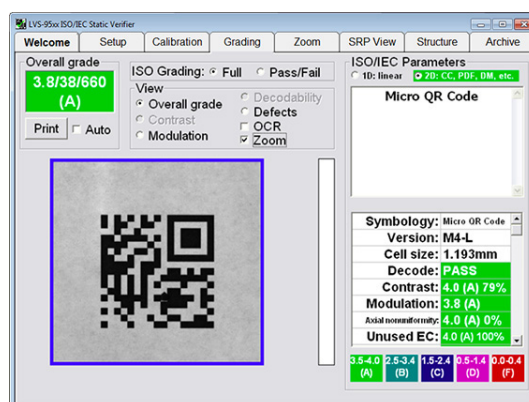 LVS-95xx ISO/IEC Static Verifier
Welcome Setup Calibration Grading Zoom SRP View Structure Archive
Overall grade
3.8/38/660
(A)
Print Auto
ISO Grading: Full Pass/Fail
View
Overall grade Decodability
Contrast Defects
Modulation OCR
Zoom
ISO/IEC Parameters
1D: linear 2D: CC, PDF, DM, etc.
Micro QR Code
Symbology: Micro QR Code
Version: M4-L
Cell size: 1.193mm
Decode: PASS
Contrast: 4.0 (A) 79%
Modulation: 3.8 (A)
Axial nonuniformity: 4.0 (A) 0%
Unused EC: 4.0 (A) 100%
3.5-4.0 2.5-3.4 1.5-2.4 0.5-1.4 0.0-0.4
(A) (B) (C) (D) (F)